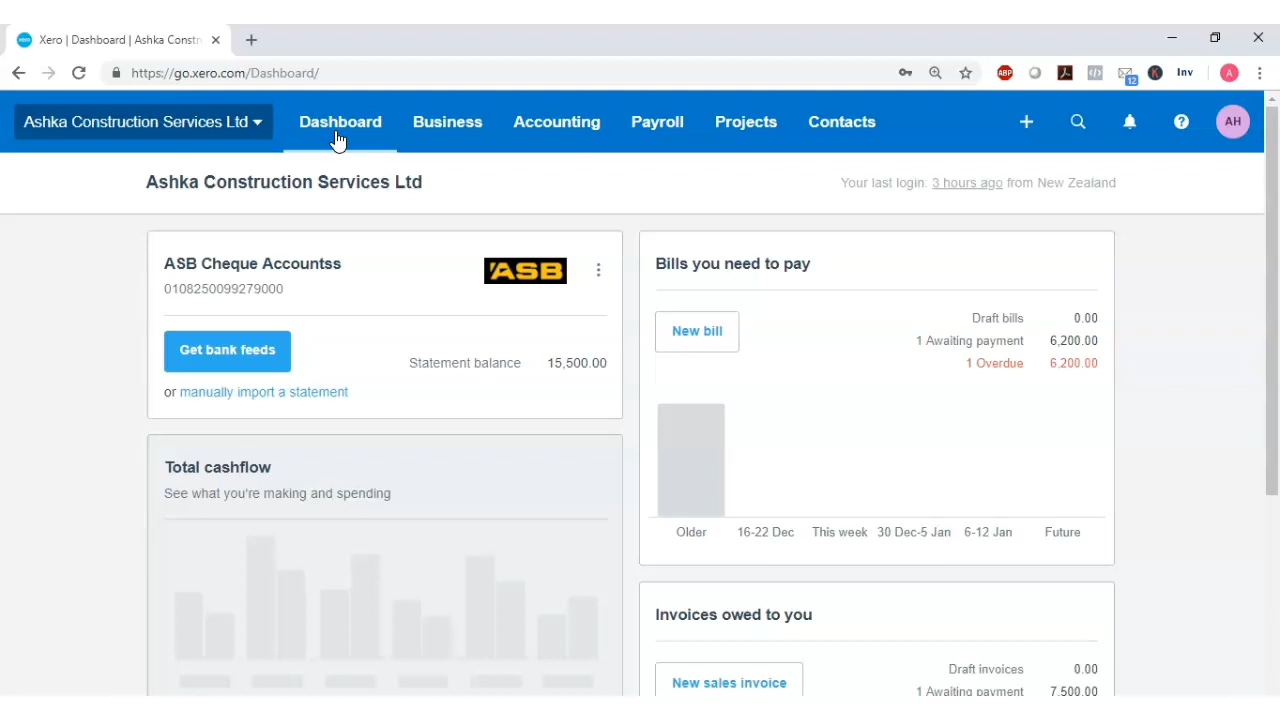 Xero | Dashboard | Ashka Constr
https://go.xero.com/Dashboard/
ABP
12
K
Inv
A
Ashka Construction Services Ltd
Dashboard
Business
Accounting
Payroll
Projects
Contacts
AH
Ashka Construction Services Ltd
Your last login: 3 hours ago from New Zealand
ASB Cheque Accountss
ASB
0108250099279000
Get bank feeds
Statement balance 15,500.00
or manually import a statement
Total cashflow
See what you're making and spending
Bills you need to pay
New bill
Draft bills 0.00
1 Awaiting payment 6,200.00
1 Overdue 6,200.00
Older 16-22 Dec This week 30 Dec-5 Jan 6-12 Jan Future
Invoices owed to you
New sales invoice
Draft invoices 0.00
1 Awaiting payment 7,500.00